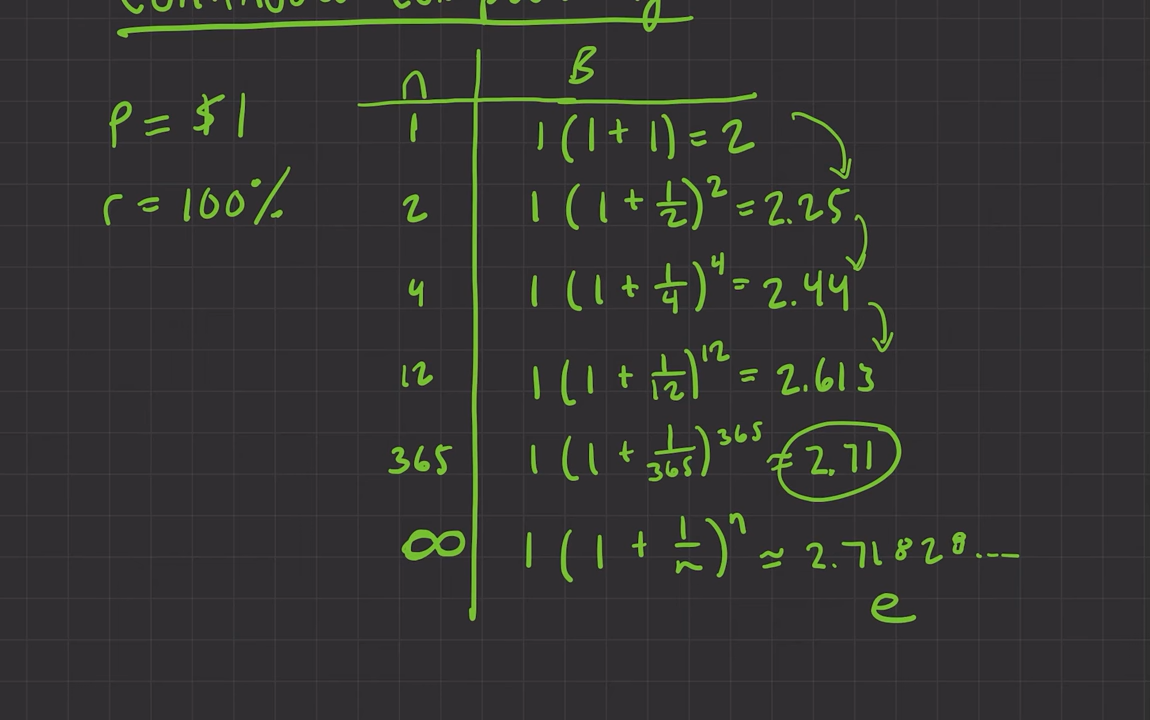 continuous compounding
n B
P = $1
1 1(1 + 1) = 2
r = 100%
2 1(1 + 1/2)^2 = 2.25
4 1(1 + 1/4)^4 = 2.44
12 1(1 + 1/12)^12 = 2.613
365 1(1 + 1/365)^365 = 2.71
∞ 1(1 + 1/n)^n ≈ 2.71828...
e